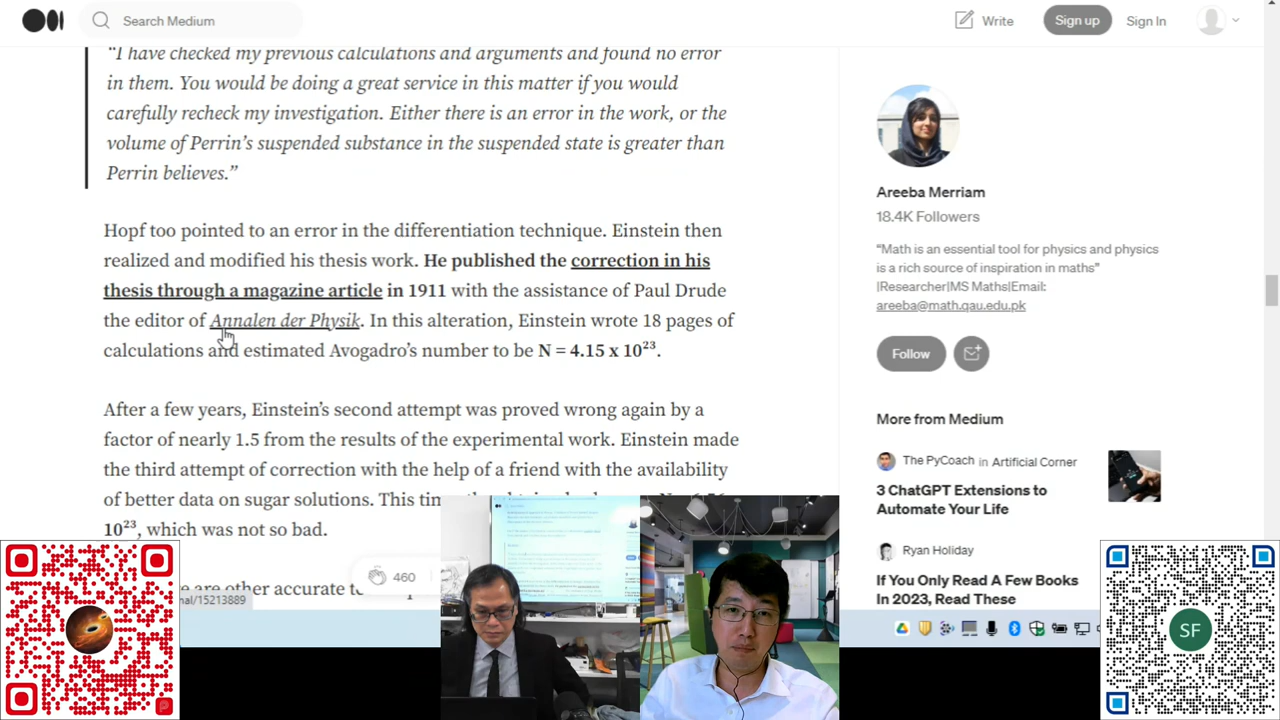 Search Medium
Write
Sign up
Sign In
“I have checked my previous calculations and arguments and found no error
in them. You would be doing a great service in this matter if you would
carefully recheck my investigation. Either there is an error in the work, or the
volume of Perrin’s suspended substance in the suspended state is greater than
Perrin believes.”
Hopf too pointed to an error in the differentiation technique. Einstein then
realized and modified his thesis work. He published the correction in his
thesis through a magazine article in 1911 with the assistance of Paul Drude
the editor of Annalen der Physik. In this alteration, Einstein wrote 18 pages of
calculations and estimated Avogadro’s number to be N = 4.15 x 10²³.
After a few years, Einstein’s second attempt was proved wrong again by a
factor of nearly 1.5 from the results of the experimental work. Einstein made
the third attempt of correction with the help of a friend with the availability
of better data on sugar solutions. This
10²³, which was not so bad.
are other accurate
460
nal/15213889
Areeba Merriam
18.4K Followers
“Math is an essential tool for physics and physics
is a rich source of inspiration in maths”
|Researcher|MS Maths|Email:
areeba@math.qau.edu.pk
Follow
More from Medium
The PyCoach in Artificial Corner
3 ChatGPT Extensions to
Automate Your Life
Ryan Holiday
If You Only Read A Few Books
In 2023, Read These
SF